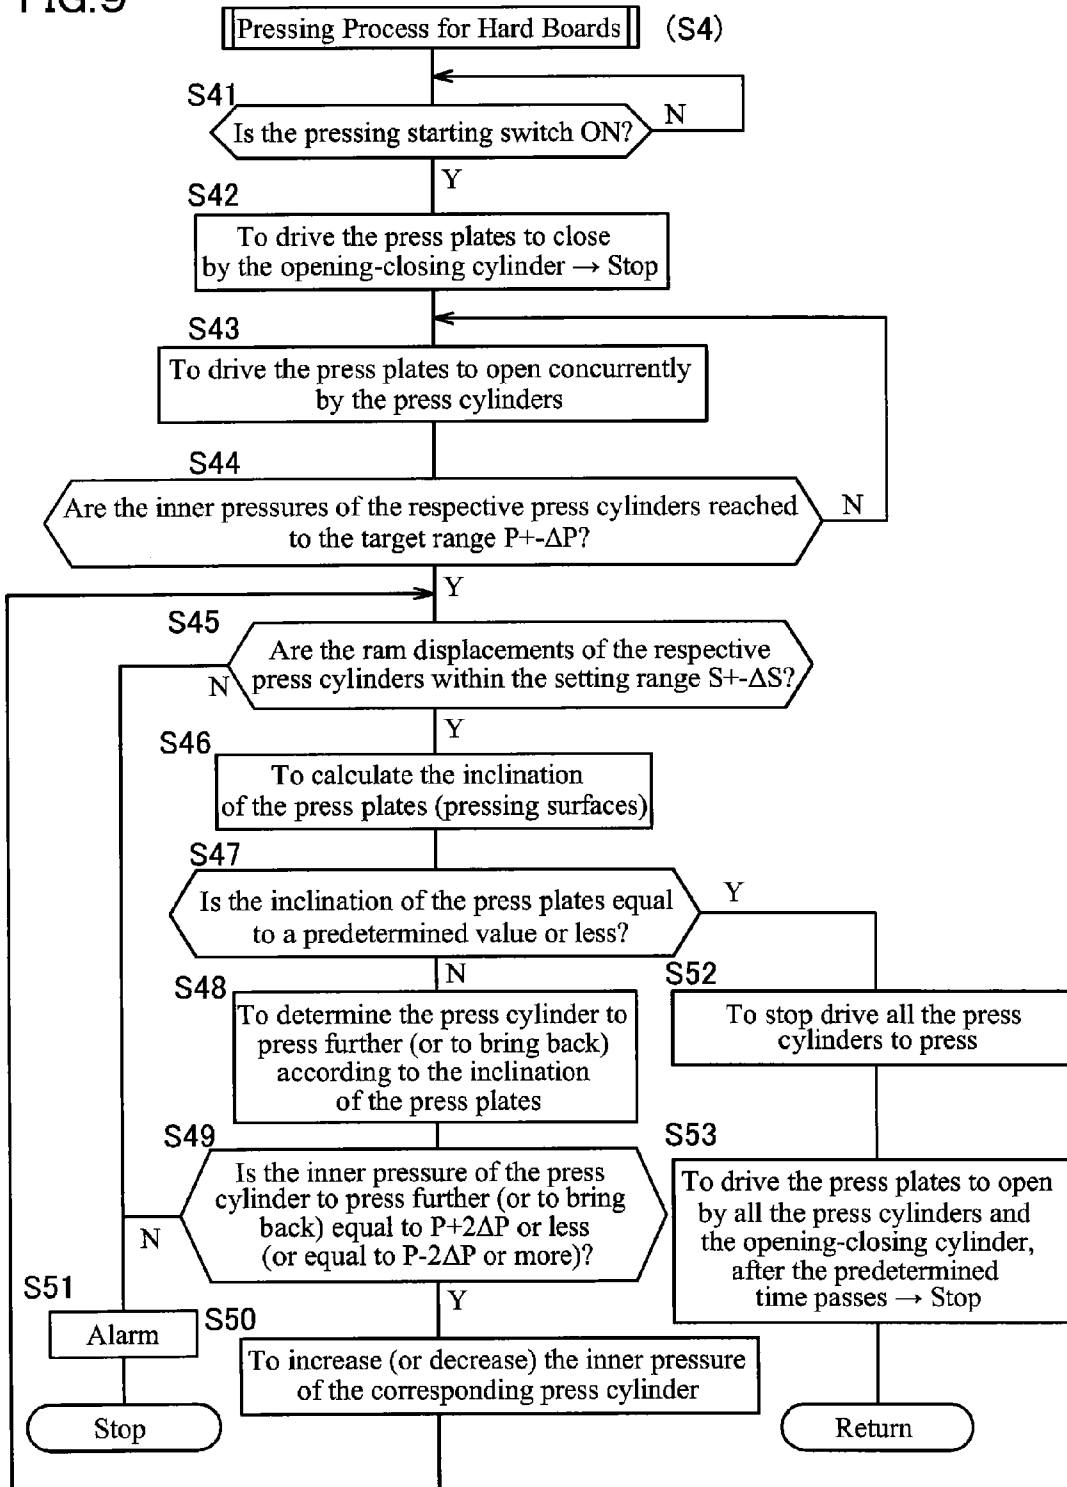 FIG.9
Pressing Process for Hard Boards (S4)
S41
Is the pressing starting switch ON?
N
Y
S42
To drive the press plates to close
by the opening-closing cylinder → Stop
S43
To drive the press plates to open concurrently
by the press cylinders
S44
Are the inner pressures of the respective press cylinders reached
to the target range P+-ΔP?
N
Y
S45
Are the ram displacements of the respective
press cylinders within the setting range S+-ΔS?
N
Y
S46
To calculate the inclination
of the press plates (pressing surfaces)
S47
Is the inclination of the press plates equal
to a predetermined value or less?
Y
N
S48
To determine the press cylinder to
press further (or to bring back)
according to the inclination
of the press plates
S52
To stop drive all the press
cylinders to press
S49
Is the inner pressure of the press
cylinder to press further (or to bring
back) equal to P+2ΔP or less
(or equal to P-2ΔP or more)?
N
Y
S53
To drive the press plates to open
by all the press cylinders and
the opening-closing cylinder,
after the predetermined
time passes → Stop
S51
Alarm
Stop
S50
To increase (or decrease) the inner pressure
of the corresponding press cylinder
Return